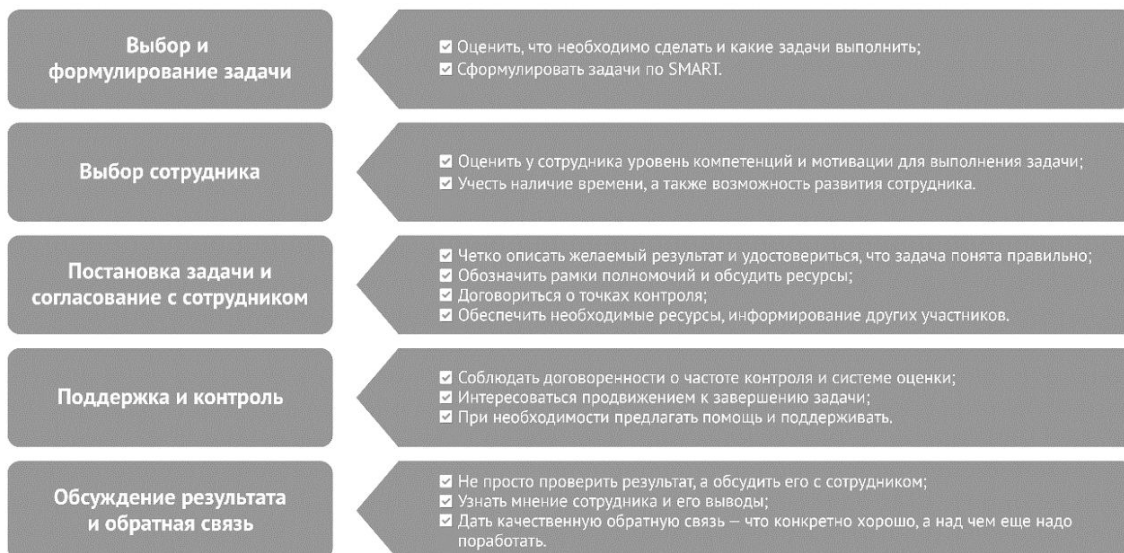 Выбор и
формулирование задачи
☑ Оценить, что необходимо сделать и какие задачи выполнить;
☑ Сформулировать задачи по SMART.
Выбор сотрудника
☑ Оценить у сотрудника уровень компетенций и мотивации для выполнения задачи;
☑ Учесть наличие времени, а также возможность развития сотрудника.
Постановка задачи и
согласование с сотрудником
☑ Четко описать желаемый результат и удостовериться, что задача понята правильно;
☑ Обозначить рамки полномочий и обсудить ресурсы;
☑ Договориться о точках контроля;
☑ Обеспечить необходимые ресурсы, информирование других участников.
Поддержка и контроль
☑ Соблюдать договоренности о частоте контроля и системе оценки;
☑ Интересоваться продвижением к завершению задачи;
☑ При необходимости предлагать помощь и поддерживать.
Обсуждение результата
и обратная связь
☑ Не просто проверить результат, а обсудить его с сотрудником;
☑ Узнать мнение сотрудника и его выводы;
☑ Дать качественную обратную связь — что конкретно хорошо, а над чем еще надо
поработать.